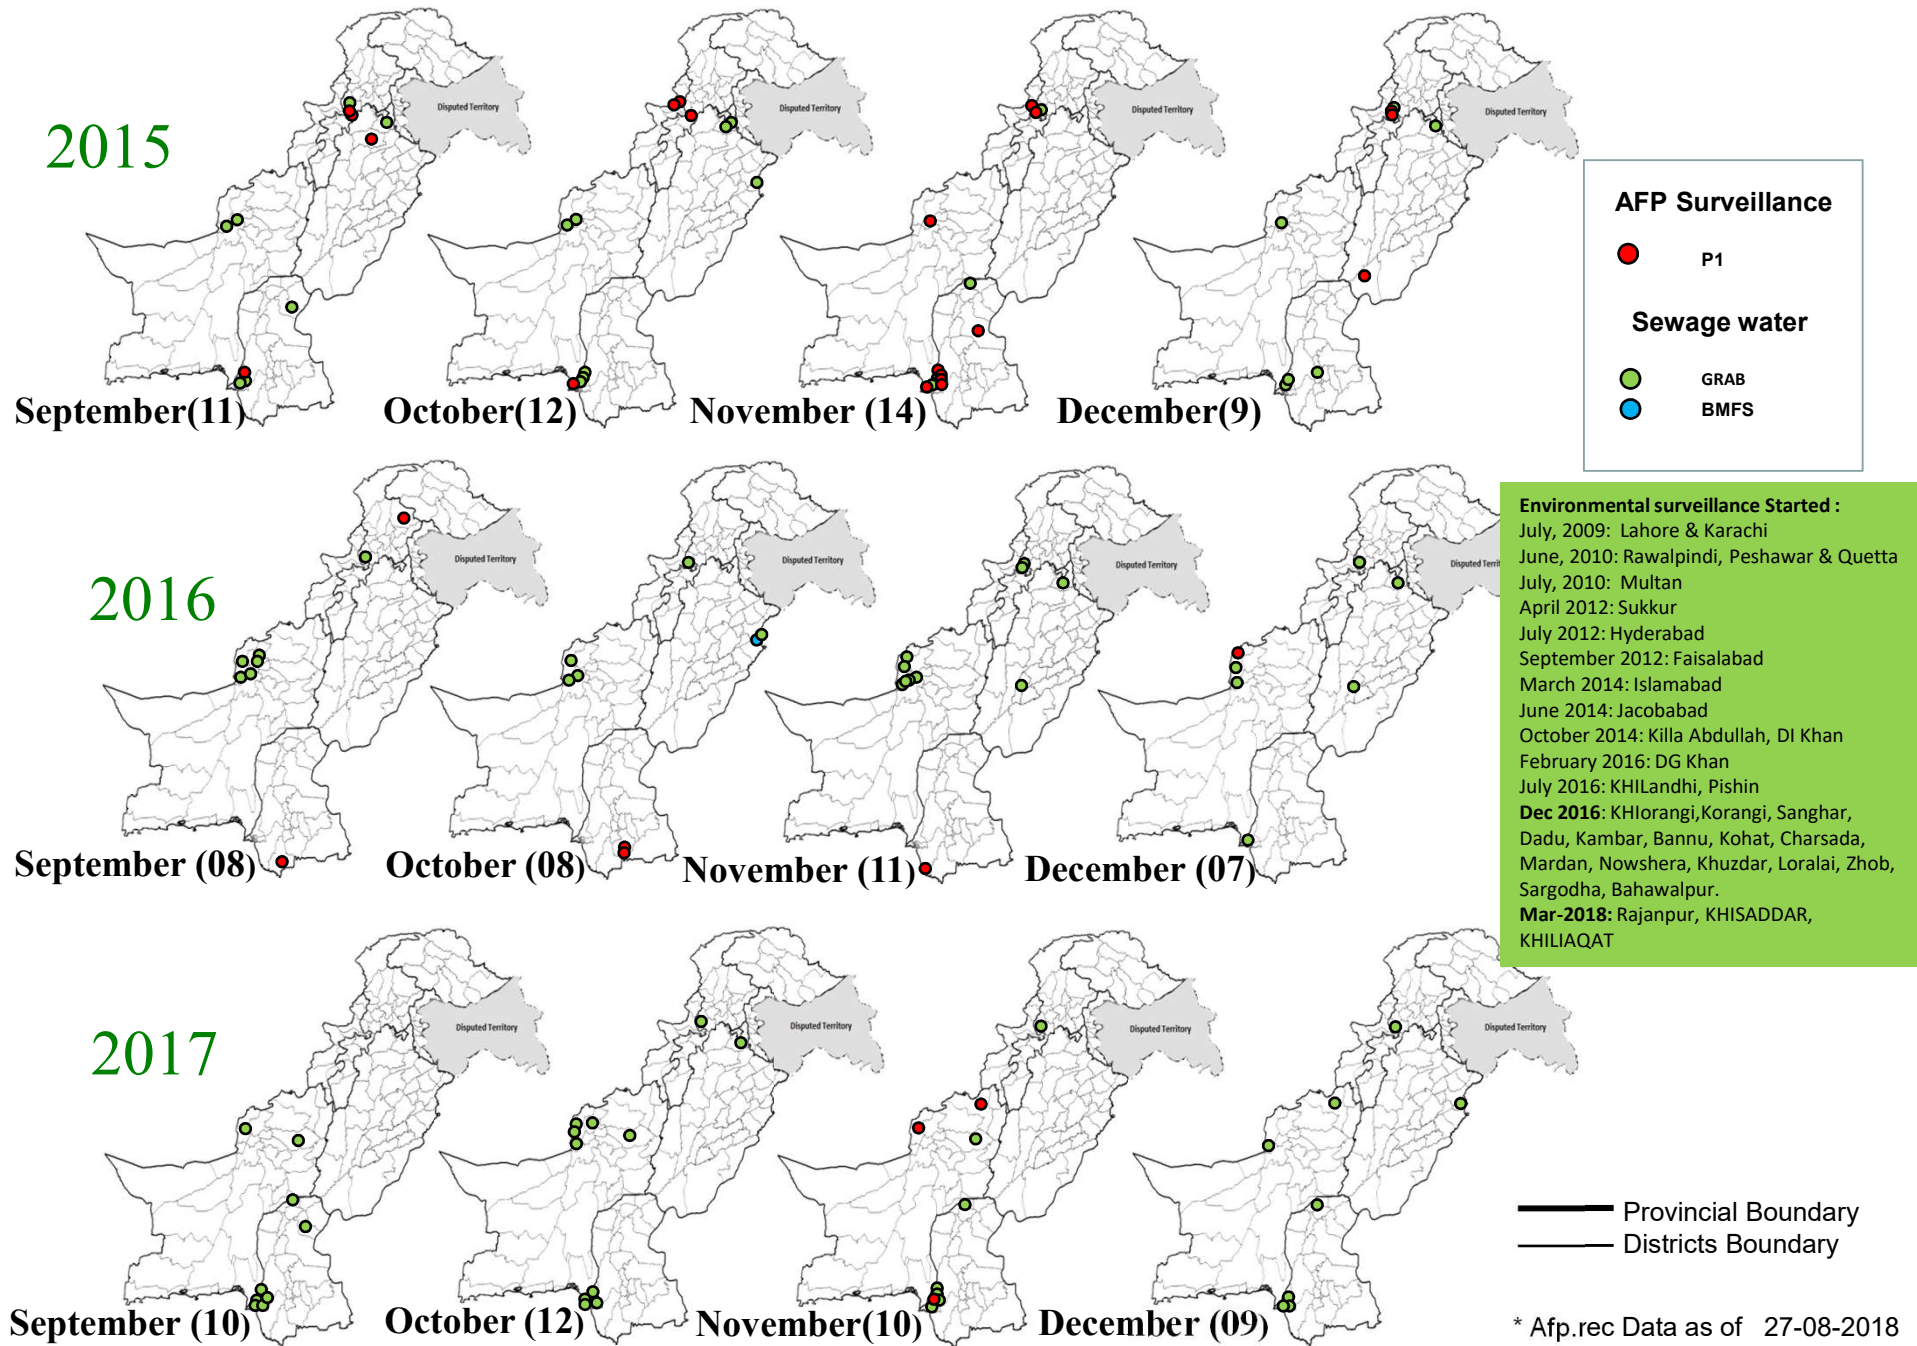 2015
Disputed Territory
Disputed Territory
Disputed Territory
Disputed Territory
September(11)
October(12)
November (14)
December(9)
AFP Surveillance
P1
Sewage water
GRAB
BMFS
2016
Disputed Territory
Disputed Territory
Disputed Territory
Disputed Terri
September (08)
October (08)
November (11)
December (07)
Environmental surveillance Started :
July, 2009: Lahore & Karachi
June, 2010: Rawalpindi, Peshawar & Quetta
July, 2010: Multan
April 2012: Sukkur
July 2012: Hyderabad
September 2012: Faisalabad
March 2014: Islamabad
June 2014: Jacobabad
October 2014: Killa Abdullah, DI Khan
February 2016: DG Khan
July 2016: KHILandhi, Pishin
Dec 2016: KHIorangi,Korangi, Sanghar,
Dadu, Kambar, Bannu, Kohat, Charsada,
Mardan, Nowshera, Khuzdar, Loralai, Zhob,
Sargodha, Bahawalpur.
Mar-2018: Rajanpur, KHISADDAR,
KHILIAQAT
2017
Disputed Territory
Disputed Territory
Disputed Territory
Disputed Territory
September (10)
October (12)
November(10)
December (09)
Provincial Boundary
Districts Boundary
* Afp.rec Data as of 27-08-2018